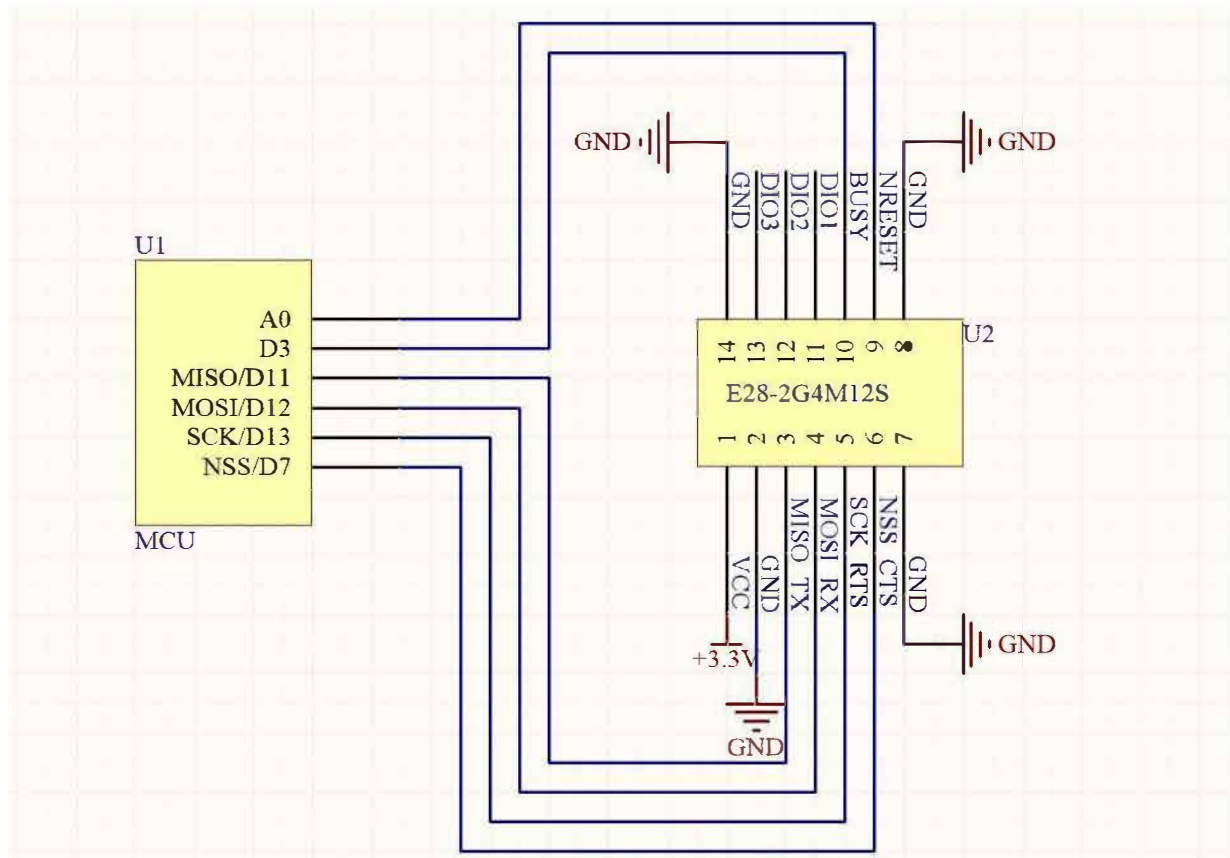 GND
GND
GND
DIO3
DIO2
DIO1
BUSY
NRESET
GND
U1
A0
D3
MISO/D11
MOSI/D12
SCK/D13
NSS/D7
MCU
U2
14
13
12
11
10
9
8
E28-2G4M12S
1
2
3
4
5
6
7
VCC
GND
MISO TX
MOSI RX
SCK RTS
NSS CTS
GND
+3.3V
GND
GND